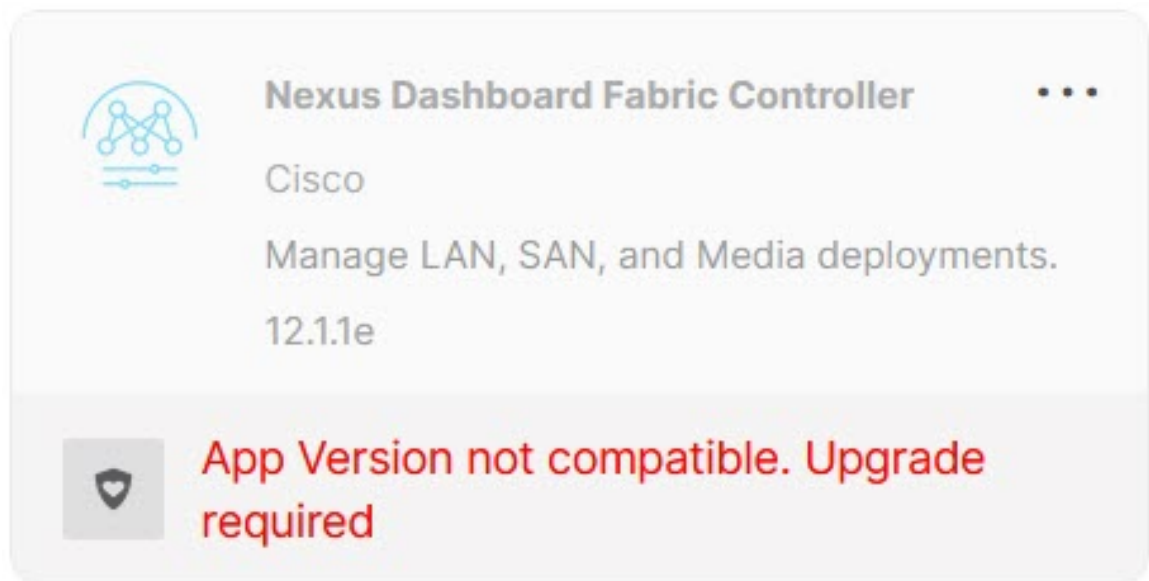 Nexus Dashboard Fabric Controller
Cisco
Manage LAN, SAN, and Media deployments.
12.1.1e
App Version not compatible. Upgrade
required